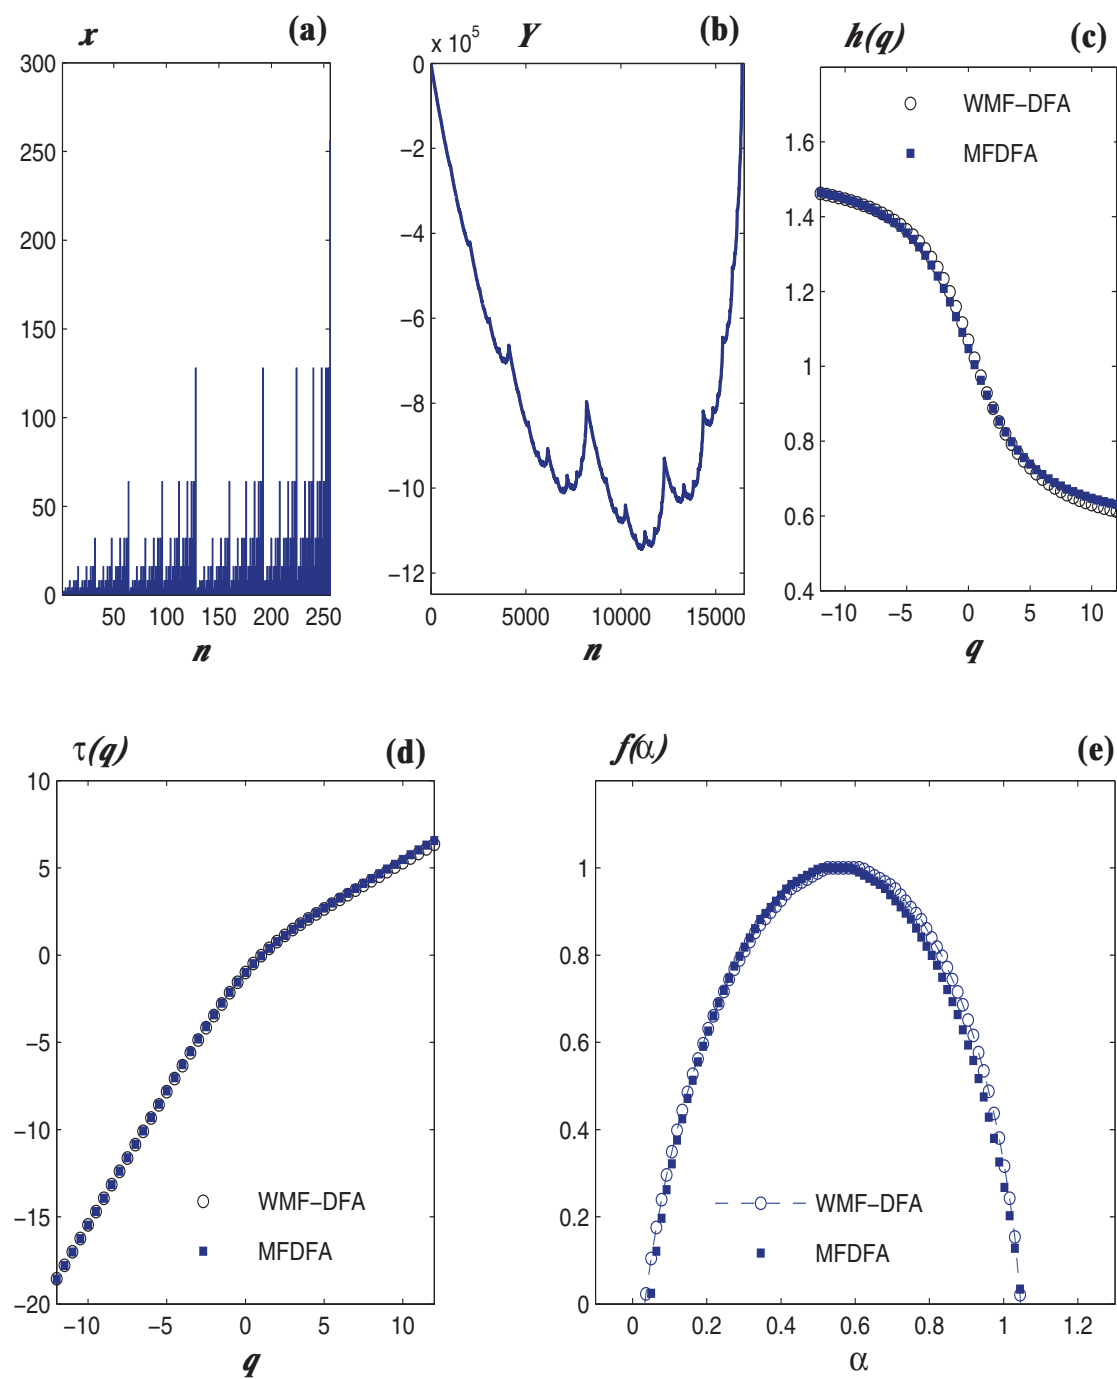 x
(a)
300
250
200
150
100
50
0
50 100 150 200 250
n
x 10^5
Y
(b)
0
−2
−4
−6
−8
−10
−12
0 5000 10000 15000
n
h(q)
(c)
WMF−DFA
MFDFA
1.6
1.4
1.2
1
0.8
0.6
0.4
−10 −5 0 5 10
q
τ(q)
(d)
10
5
0
−5
−10
−15
−20
WMF−DFA
MFDFA
−10 −5 0 5 10
q
f(α)
(e)
1
0.8
0.6
0.4
0.2
0
WMF−DFA
MFDFA
0 0.2 0.4 0.6 0.8 1 1.2
α